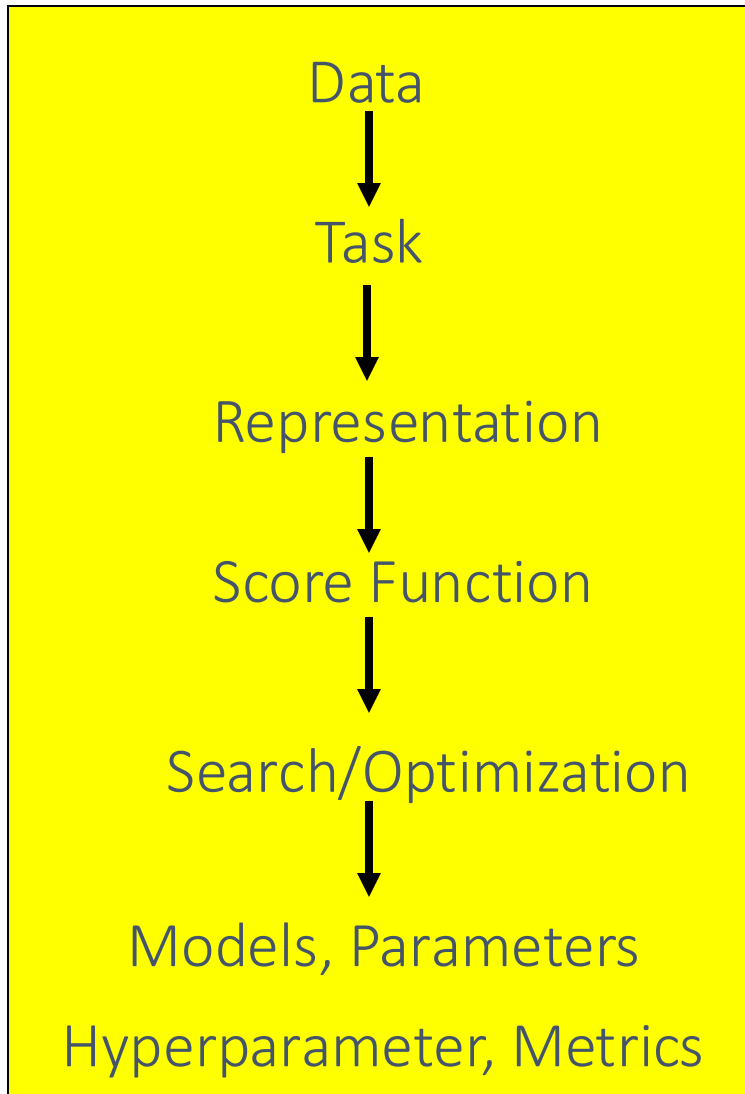 Data
Task
Representation
Score Function
Search/Optimization
Models, Parameters
Hyperparameter, Metrics